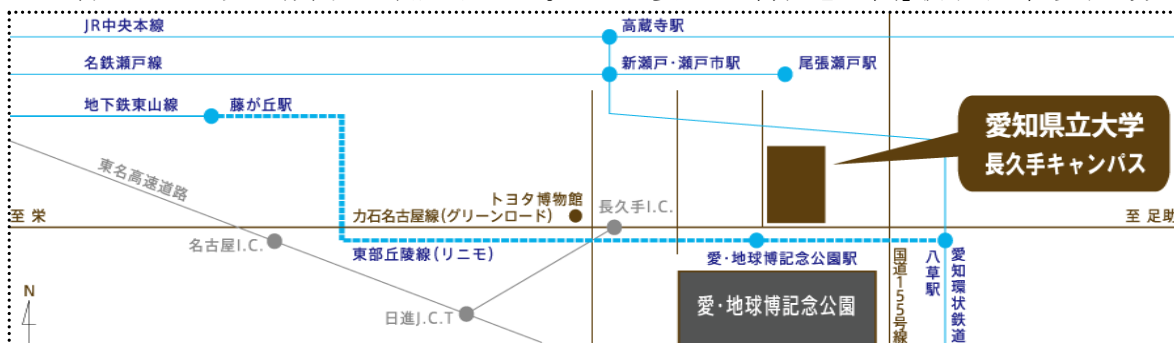 JR中央本線
高蔵寺駅
名鉄瀬戸線
新瀬戸・瀬戸市駅
尾張瀬戸駅
地下鉄東山線
藤が丘駅
愛知県立大学
長久手キャンパス
東名高速道路
トヨタ博物館
長久手I.C.
至 栄
力石名古屋線(グリーンロード)
至 足助
名古屋I.C.
東部丘陵線(リニモ)
愛・地球博記念公園駅
国道155号線
八草駅
愛知環状鉄道
愛・地球博記念公園
N
日進J.C.T